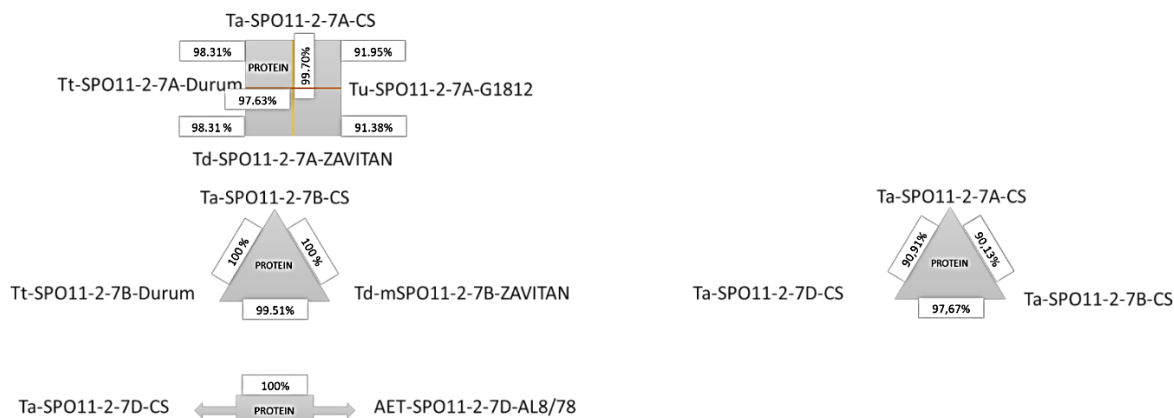 Ta-SPO11-2-7A-CS
98.31%
91.95%
PROTEIN
99.70%
Tt-SPO11-2-7A-Durum
Tu-SPO11-2-7A-G1812
97.63%
98.31%
91.38%
Td-SPO11-2-7A-ZAVITAN
Ta-SPO11-2-7B-CS
100 %
100 %
PROTEIN
Tt-SPO11-2-7B-Durum
Td-mSPO11-2-7B-ZAVITAN
99.51%
Ta-SPO11-2-7A-CS
90,91%
90,13%
PROTEIN
Ta-SPO11-2-7D-CS
Ta-SPO11-2-7B-CS
97,67%
100%
Ta-SPO11-2-7D-CS
PROTEIN
AET-SPO11-2-7D-AL8/78